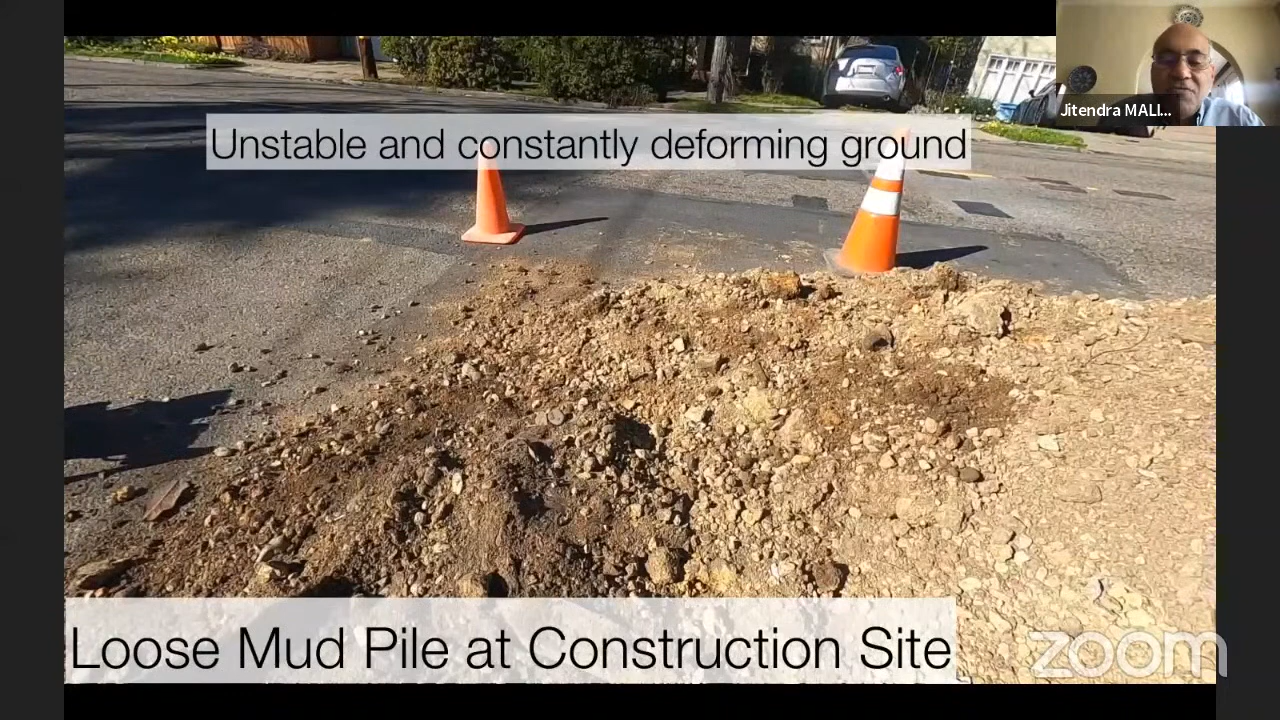 Jitendra MALI...
Unstable and constantly deforming ground
Loose Mud Pile at Construction Site
zoom